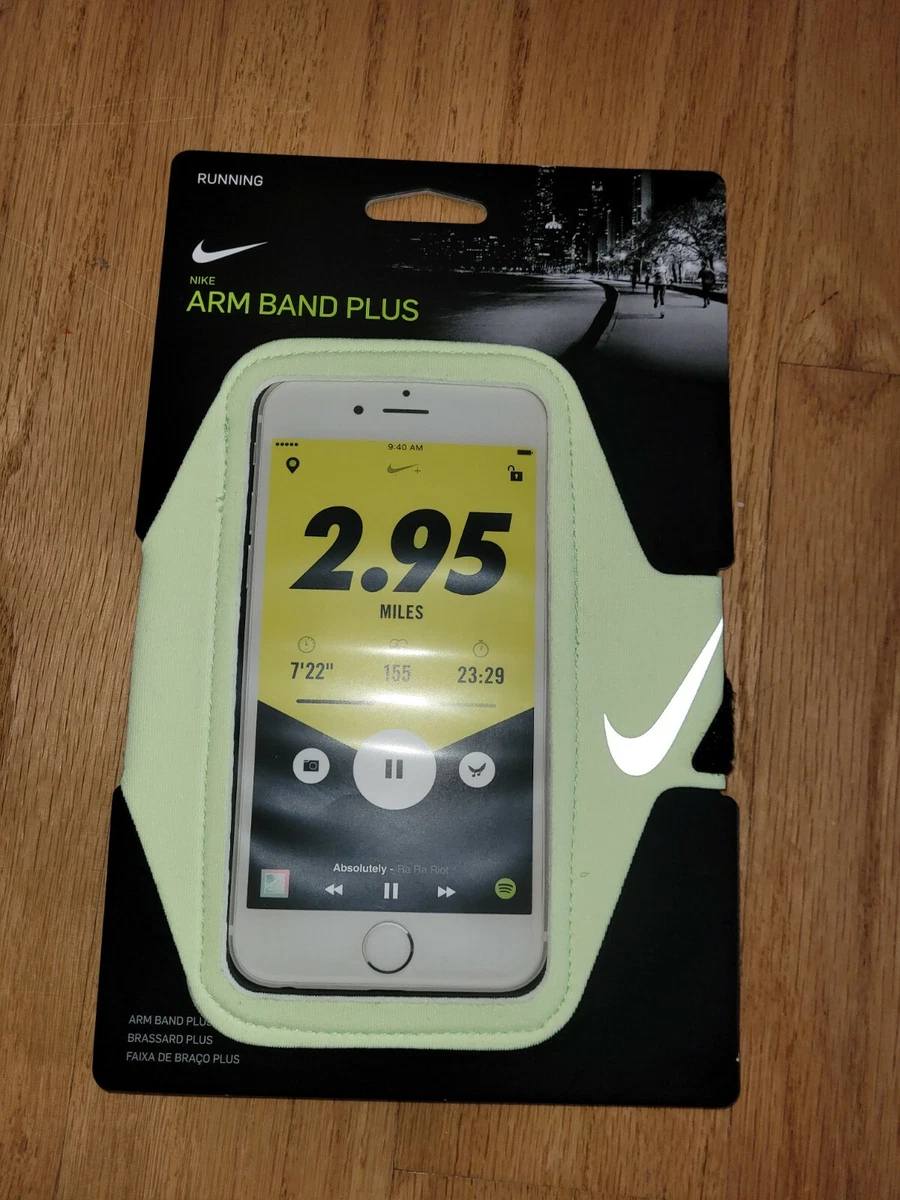 RUNNING
NIKE
ARM BAND PLUS
9:40 AM
+
2.95
MILES
7'22" 155 23:29
Absolutely - Ra Ra Riot
ARM BAND PLUS
BRASSARD PLUS
FAIXA DE BRAÇO PLUS